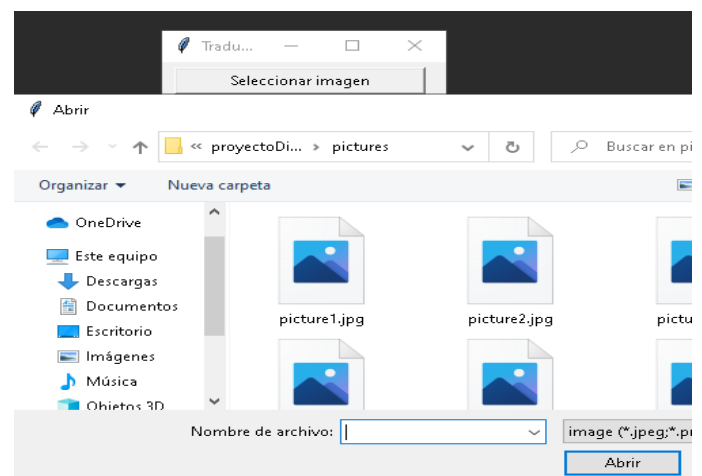 Tradu...
Seleccionar imagen
Abrir
« proyectoDi... › pictures
Buscar en pi
Organizar
Nueva carpeta
OneDrive
Este equipo
Descargas
Documentos
Escritorio
Imágenes
Música
Objetos 3D
picture1.jpg
picture2.jpg
pictu
Nombre de archivo:
image (*.jpeg;*.p
Abrir